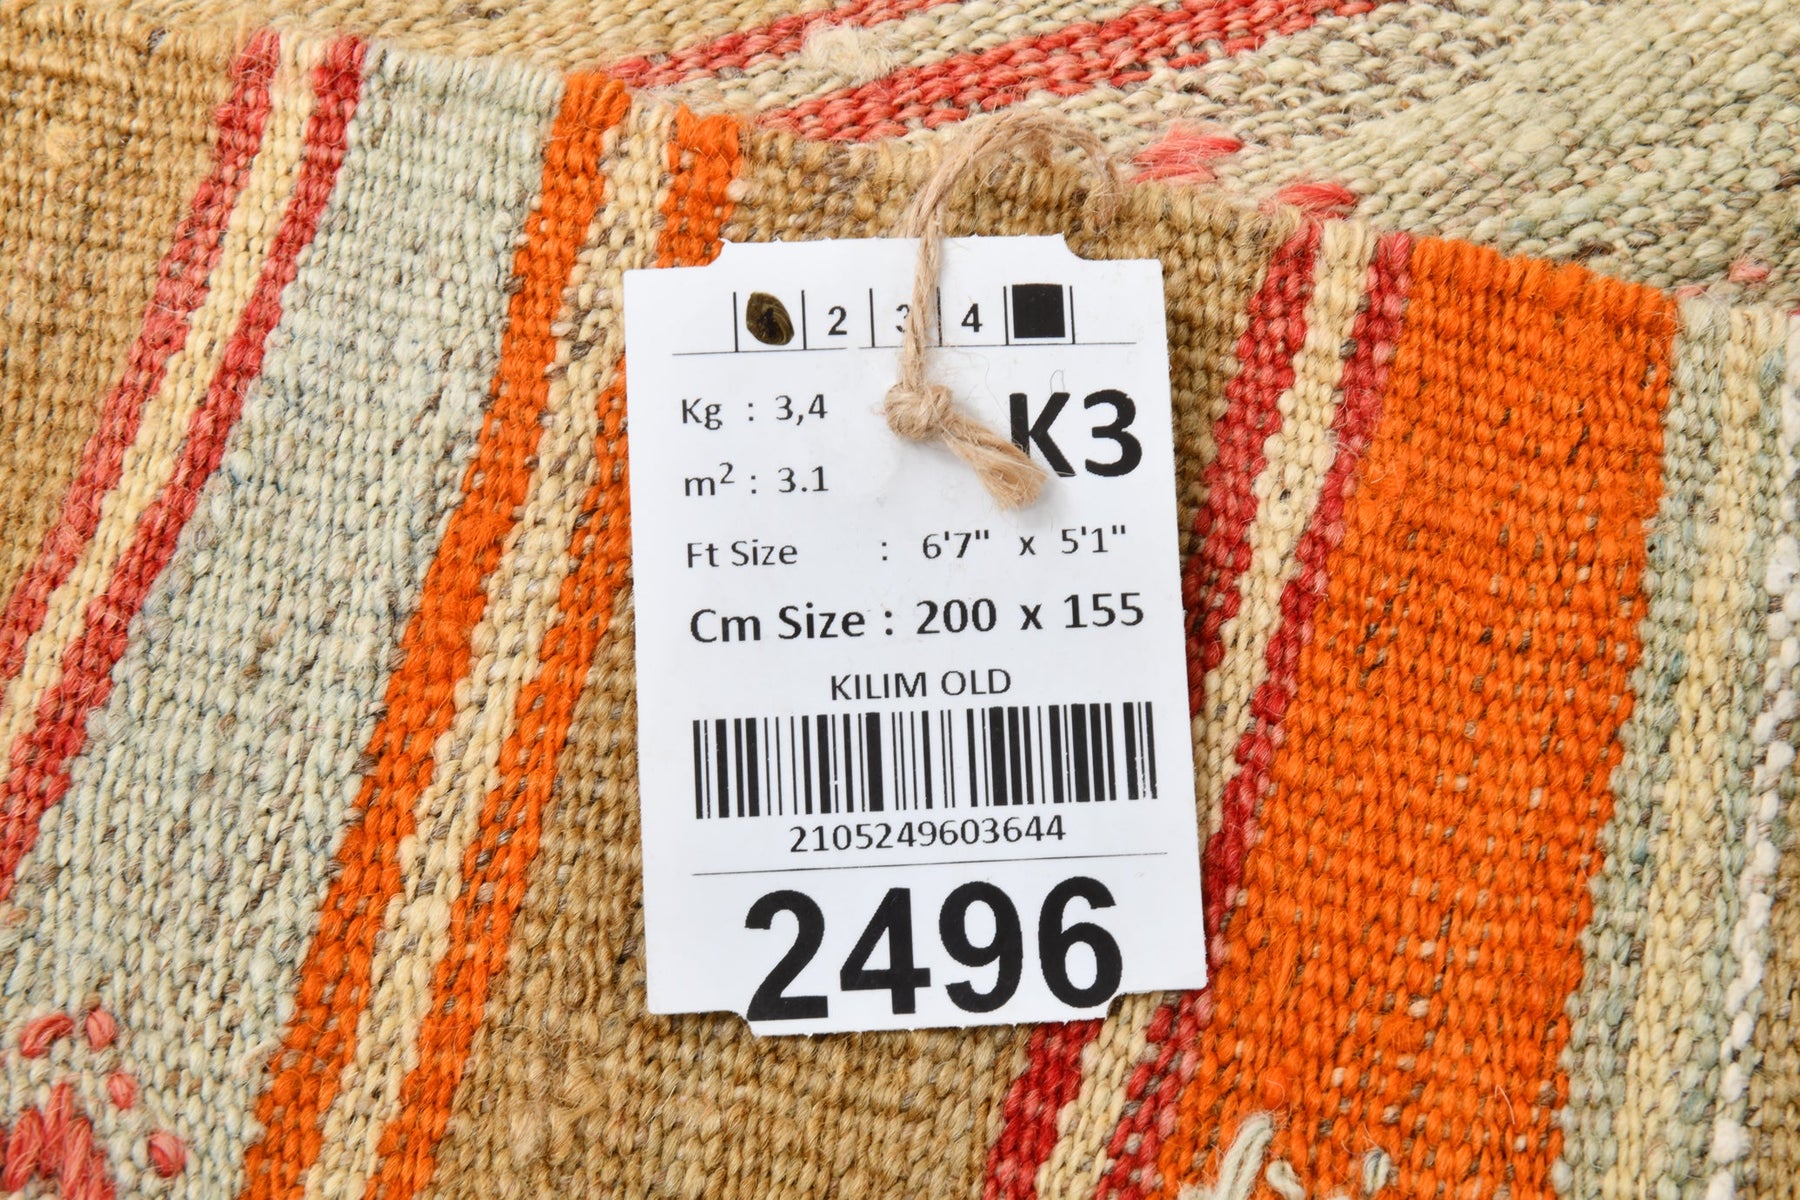 2 3 4
Kg : 3,4
K3
m² : 3.1
Ft Size : 6'7" x 5'1"
Cm Size : 200 x 155
KILIM OLD
2105249603644
2496